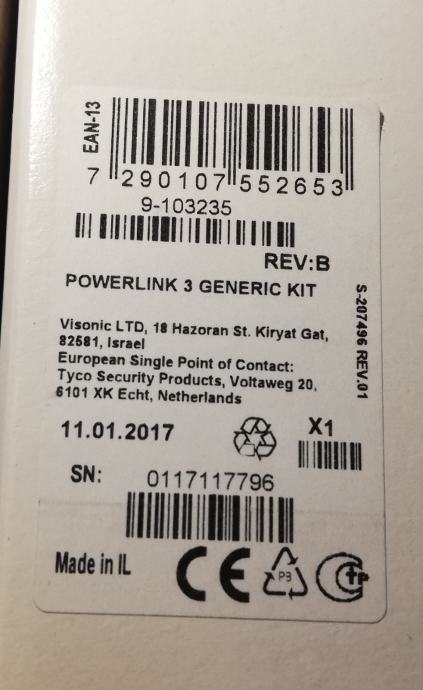 EAN-13
7 290107 552653
9-103235
REV:B
POWERLINK 3 GENERIC KIT
S-207496 REV.01
Visonic LTD, 18 Hazoran St. Kiryat Gat,
82581, Israel
European Single Point of Contact:
Tyco Security Products, Voltaweg 20,
6101 XK Echt, Netherlands
11.01.2017
X1
SN: 0117117796
Made in IL
CE
P3